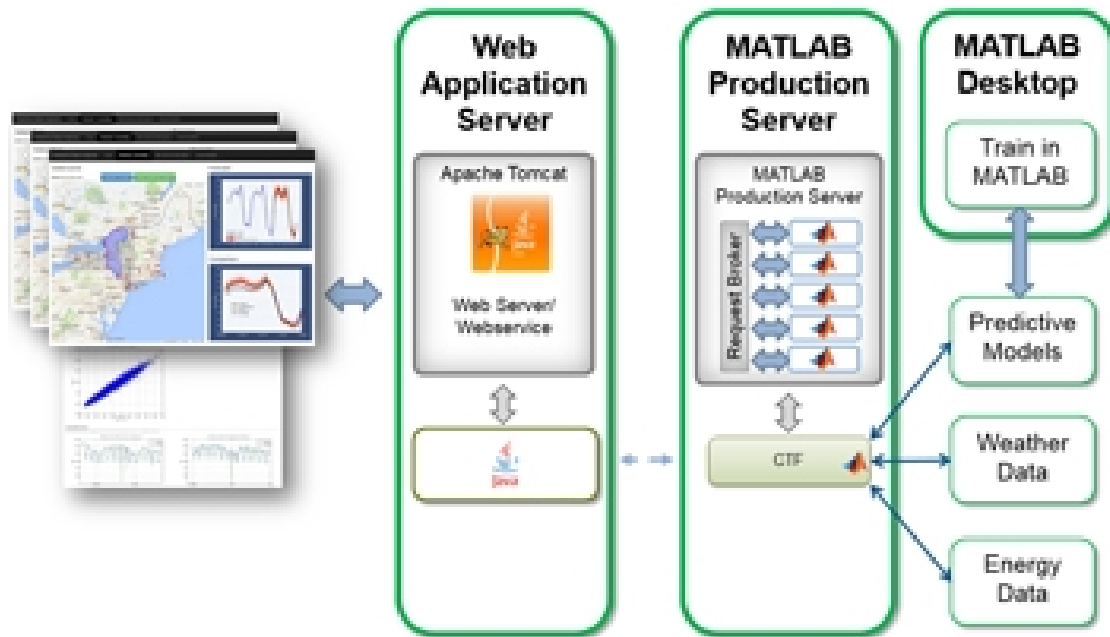 Web
Application
Server
Apache Tomcat
Java
Web Server/
Webservice
Java
MATLAB
Production
Server
MATLAB
Production Server
Request Broker
CTF
MATLAB
Desktop
Train in
MATLAB
Predictive
Models
Weather
Data
Energy
Data